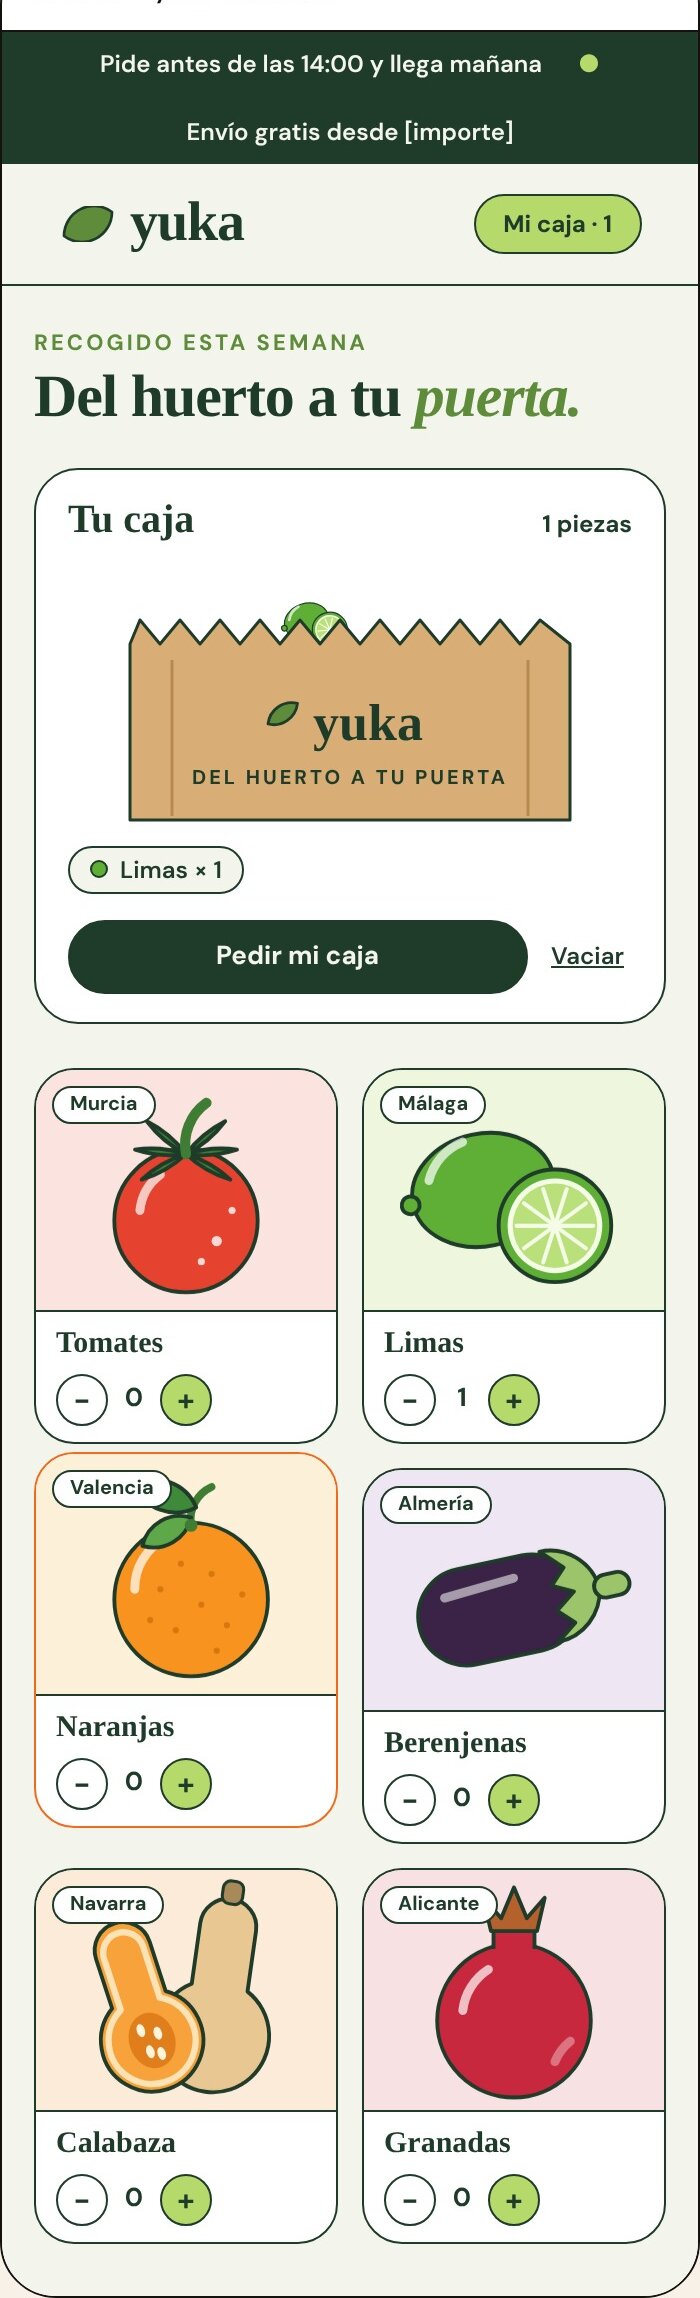 Pide antes de las 14:00 y llega mañana
Envío gratis desde [importe]
yuka
Mi caja · 1
RECOGIDO ESTA SEMANA
Del huerto a tu puerta.
Tu caja
1 piezas
yuka
DEL HUERTO A TU PUERTA
Limas × 1
Pedir mi caja
Vaciar
Murcia
Málaga
Tomates
Limas
− 0 +
− 1 +
Valencia
Almería
Naranjas
Berenjenas
− 0 +
− 0 +
Navarra
Alicante
Calabaza
Granadas
− 0 +
− 0 +